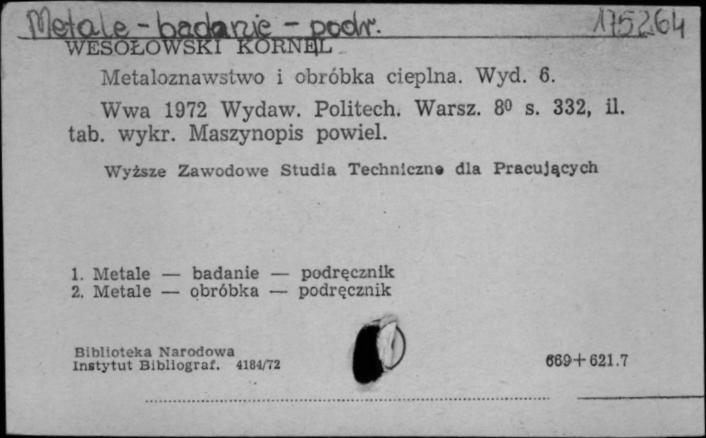 Metale - badanie - podr. 175264
WESOŁOWSKI KORNEL
Metaloznawstwo i obróbka cieplna. Wyd. 6.
Wwa 1972 Wydaw. Politech. Warsz. 8⁰ s. 332, il.
tab. wykr. Maszynopis powiel.
Wyższe Zawodowe Studia Techniczne dla Pracujących
1. Metale — badanie — podręcznik
2. Metale — obróbka — podręcznik
Biblioteka Narodowa
Instytut Bibliograf. 4184/72
669+621.7